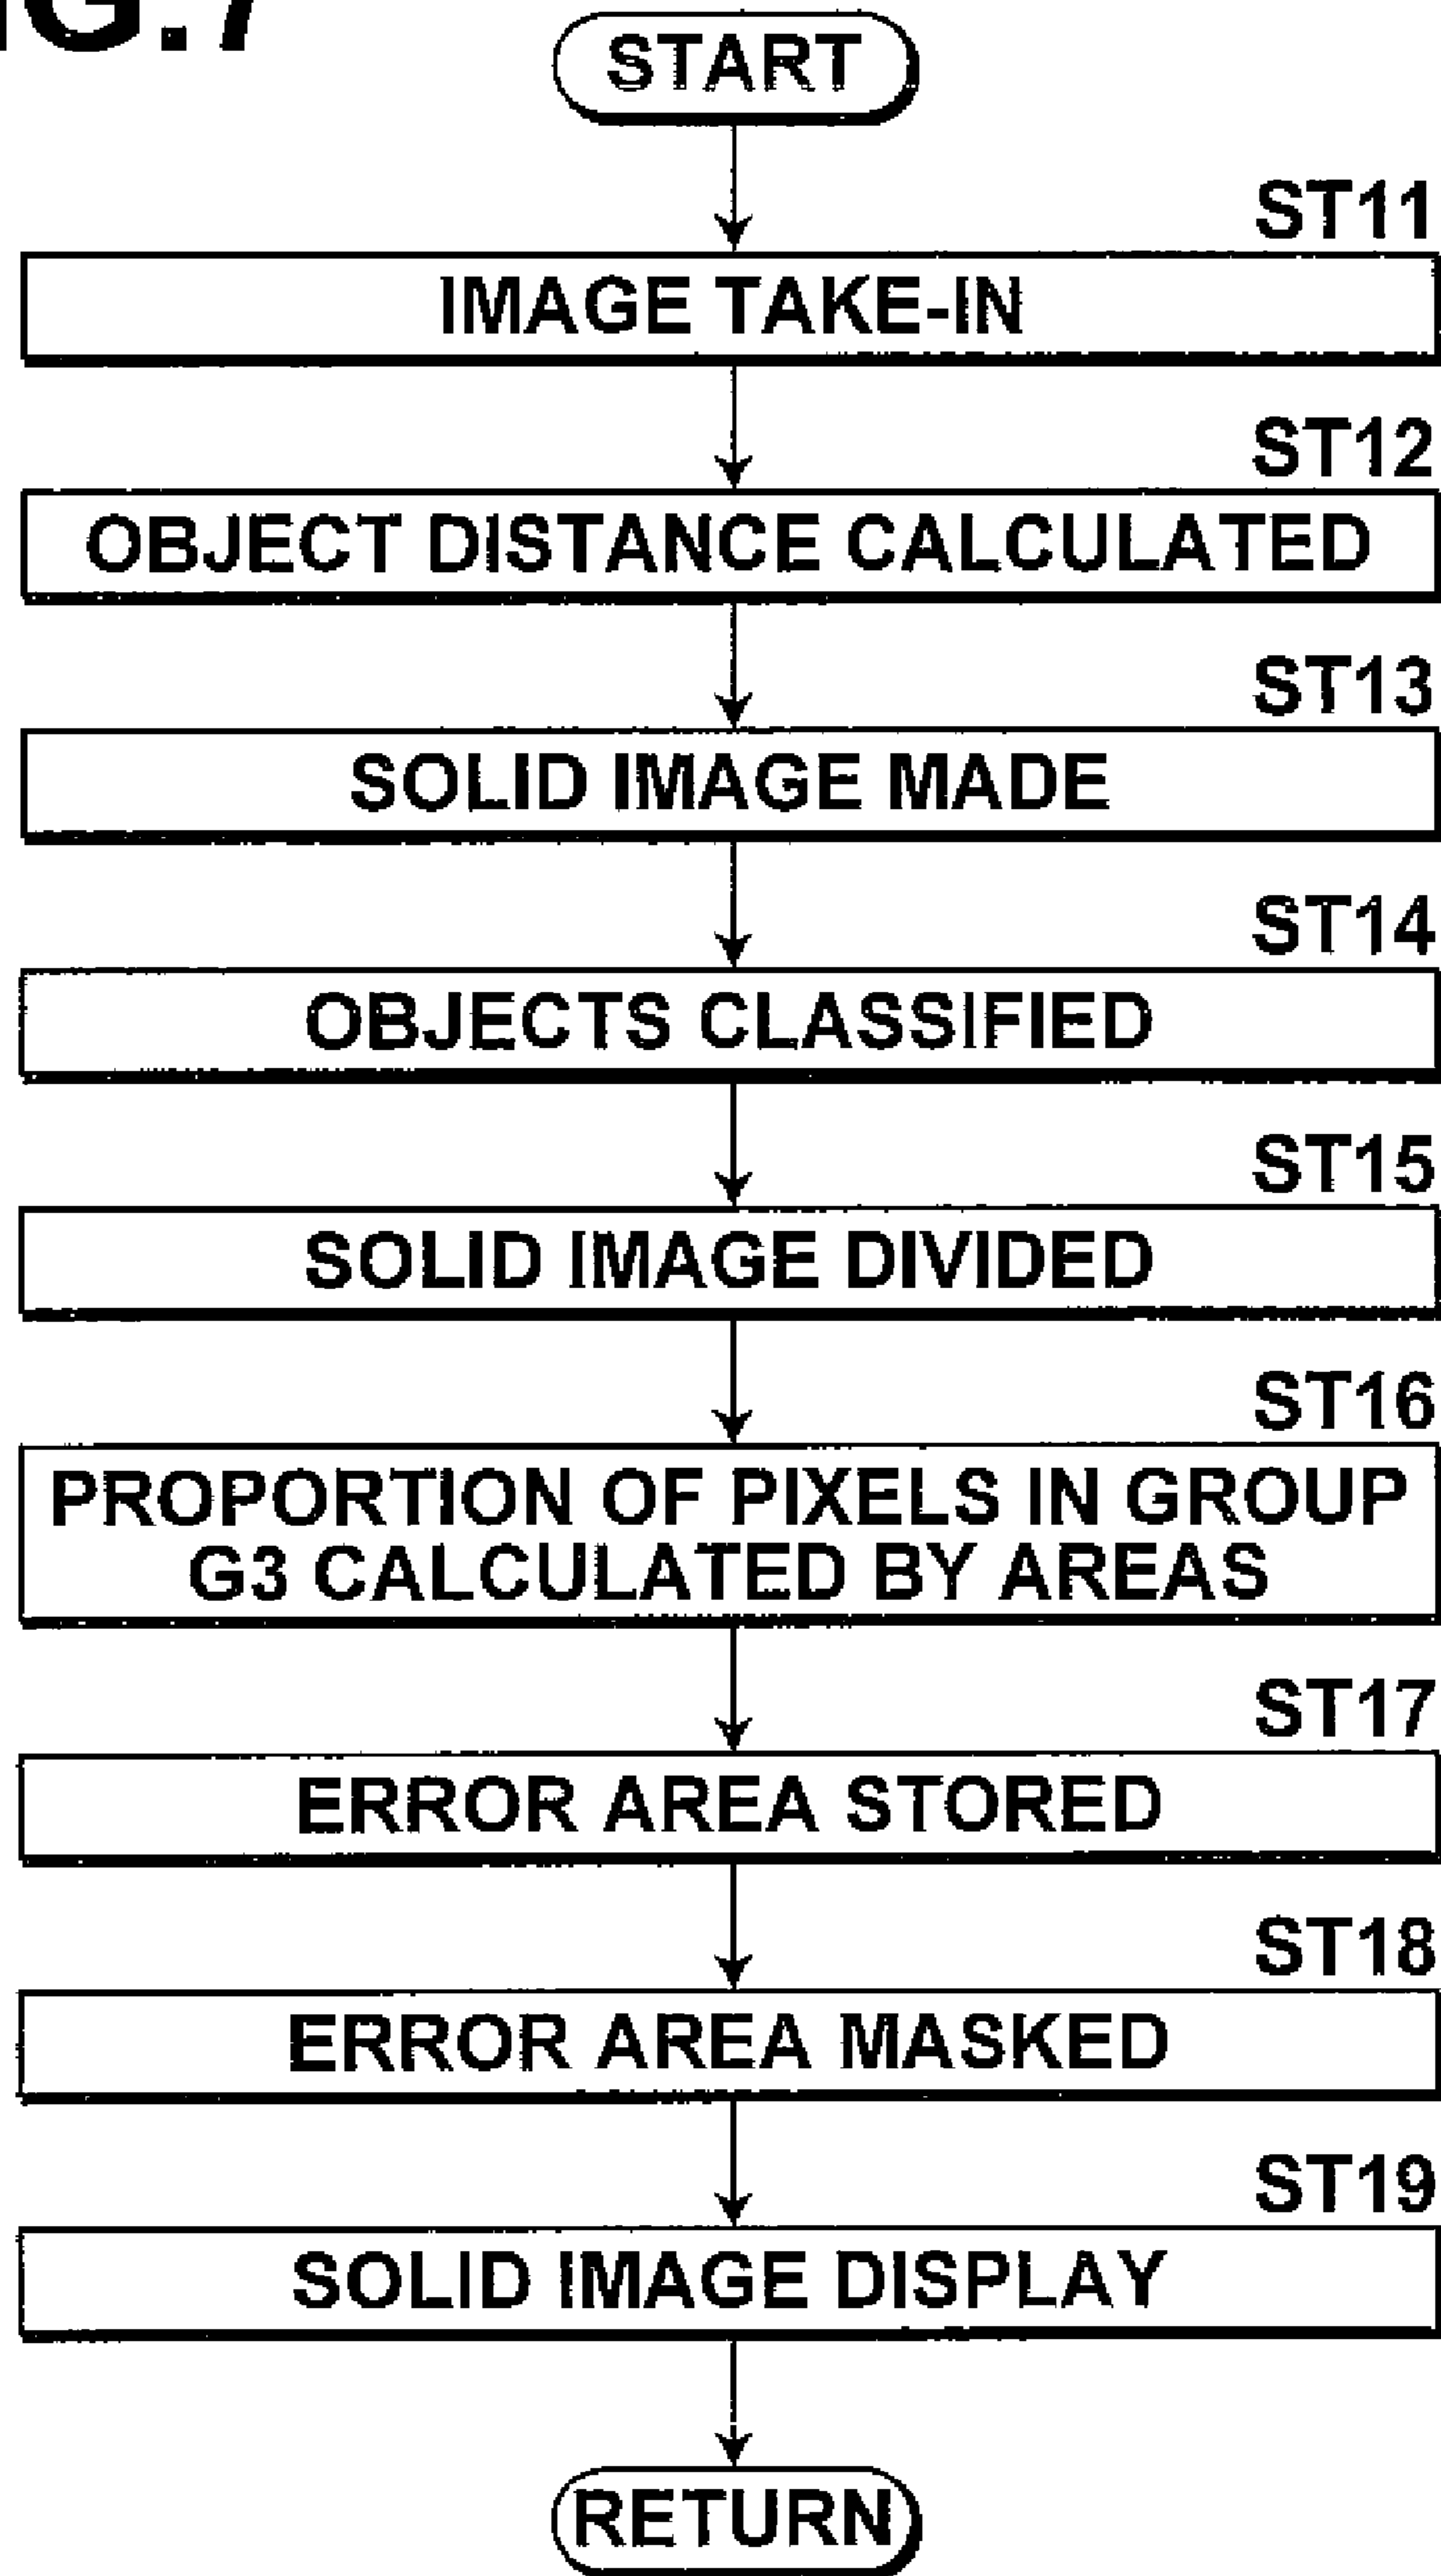 IG.7
START
ST11
IMAGE TAKE-IN
ST12
OBJECT DISTANCE CALCULATED
ST13
SOLID IMAGE MADE
ST14
OBJECTS CLASSIFIED
ST15
SOLID IMAGE DIVIDED
ST16
PROPORTION OF PIXELS IN GROUP
G3 CALCULATED BY AREAS
ST17
ERROR AREA STORED
ST18
ERROR AREA MASKED
ST19
SOLID IMAGE DISPLAY
RETURN